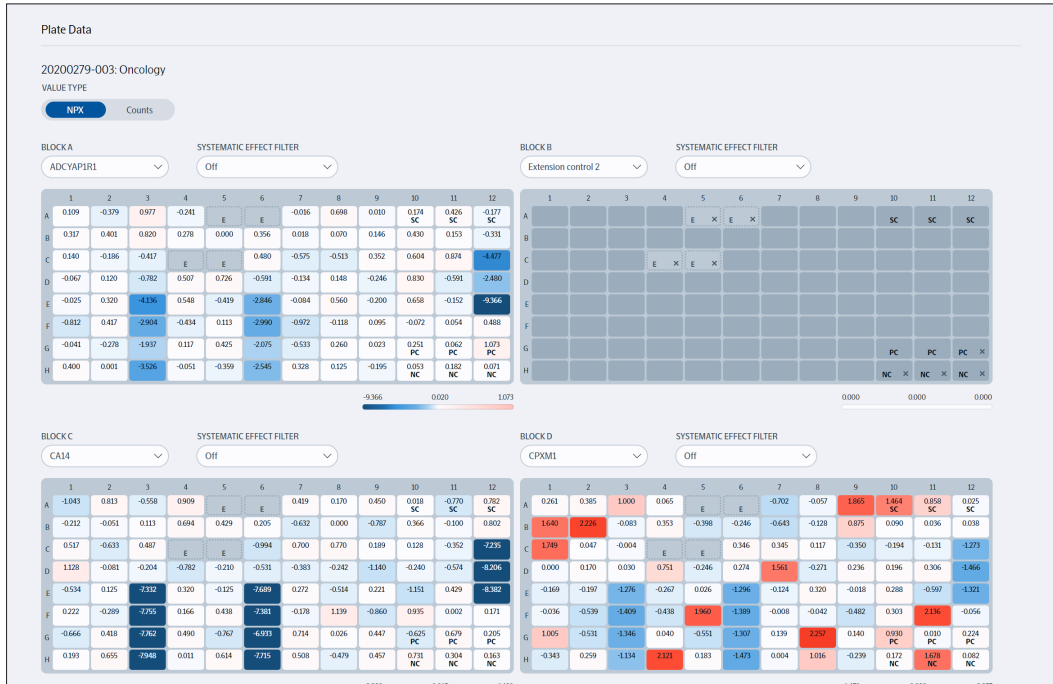 Plate Data
20200279-003: Oncology
VALUE TYPE
NPX Counts
BLOCK A SYSTEMATIC EFFECT FILTER BLOCK B SYSTEMATIC EFFECT FILTER
ADCYAP1R1 Off Extension control 2 Off
1 2 3 4 5 6 7 8 9 10 11 12
A 0.109 -0.379 0.977 -0.241 E E -0.016 0.698 0.010 0.174 SC 0.426 SC -0.177 SC
B 0.317 0.401 0.820 0.278 0.000 0.356 0.018 0.070 0.146 0.430 0.153 -0.331
C 0.140 -0.186 -0.417 E E 0.480 -0.575 -0.513 0.352 0.604 0.874 -4.477
D -0.067 0.120 -0.782 0.507 0.726 -0.591 -0.134 0.148 -0.246 0.830 -0.591 -2.480
E -0.025 0.320 -4.136 0.548 -0.419 -2.846 -0.084 0.560 -0.200 0.658 -0.152 -9.366
F -0.812 0.417 -2.904 -0.434 0.113 -2.990 -0.972 -0.118 0.095 -0.072 0.054 0.488
G -0.041 -0.278 -1.937 0.117 0.425 -2.075 -0.533 0.260 0.023 0.251 PC 0.062 PC 1.073 PC
H 0.400 0.001 -3.526 -0.051 -0.359 -2.545 0.328 0.125 -0.195 0.053 NC 0.182 NC 0.071 NC
-9.366 0.020 1.073
1 2 3 4 5 6 7 8 9 10 11 12
A E × E × SC SC SC
B
C E × E ×
D
E
F
G PC PC PC ×
H NC × NC × NC ×
0.000 0.000 0.000
BLOCK C SYSTEMATIC EFFECT FILTER BLOCK D SYSTEMATIC EFFECT FILTER
CA14 Off CPXM1 Off
1 2 3 4 5 6 7 8 9 10 11 12
A -1.043 0.813 -0.558 0.909 E E 0.419 0.170 0.450 0.018 SC -0.770 SC 0.782 SC
B -0.212 -0.051 0.113 0.694 0.429 0.205 -0.632 0.000 -0.787 0.366 -0.100 0.802
C 0.517 -0.633 0.487 E E -0.994 0.700 0.770 0.189 0.128 -0.352 -7.235
D 1.128 -0.081 -0.204 -0.782 -0.210 -0.531 -0.383 -0.242 -1.140 -0.240 -0.574 -8.206
E -0.534 0.125 -7.332 0.320 -0.125 -7.689 0.272 -0.514 0.221 -1.151 0.429 -8.382
F 0.222 -0.289 -7.755 0.166 0.438 -7.381 -0.178 1.139 -0.860 0.935 0.002 0.171
G -0.666 0.418 -7.762 0.490 -0.767 -6.933 0.714 0.026 0.447 -0.625 PC 0.679 PC 0.205 PC
H 0.193 0.655 -7.948 0.011 0.614 -7.715 0.508 -0.479 0.457 0.731 NC 0.304 NC 0.163 NC
1 2 3 4 5 6 7 8 9 10 11 12
A 0.261 0.385 1.000 0.065 E E -0.702 -0.057 1.865 1.464 SC 0.858 SC 0.025 SC
B 1.640 2.226 -0.083 0.353 -0.398 -0.246 -0.643 -0.128 0.875 0.090 0.036 0.038
C 1.749 0.047 -0.004 E E 0.346 0.345 0.117 -0.350 -0.194 -0.131 -1.273
D 0.000 0.170 0.030 0.751 -0.246 0.274 1.561 -0.271 0.236 0.196 0.306 -1.466
E -0.169 -0.197 -1.276 -0.267 0.026 -1.296 -0.124 0.320 -0.018 0.288 -0.597 -1.321
F -0.036 -0.539 -1.409 -0.438 1.960 -1.389 -0.008 -0.042 -0.482 0.303 2.136 -0.056
G 1.005 -0.531 -1.346 0.040 -0.551 -1.307 0.139 2.257 0.140 0.930 PC 0.010 PC 0.224 PC
H -0.343 0.259 -1.134 2.121 0.183 -1.473 0.004 1.016 -0.239 0.172 NC 1.678 NC 0.082 NC